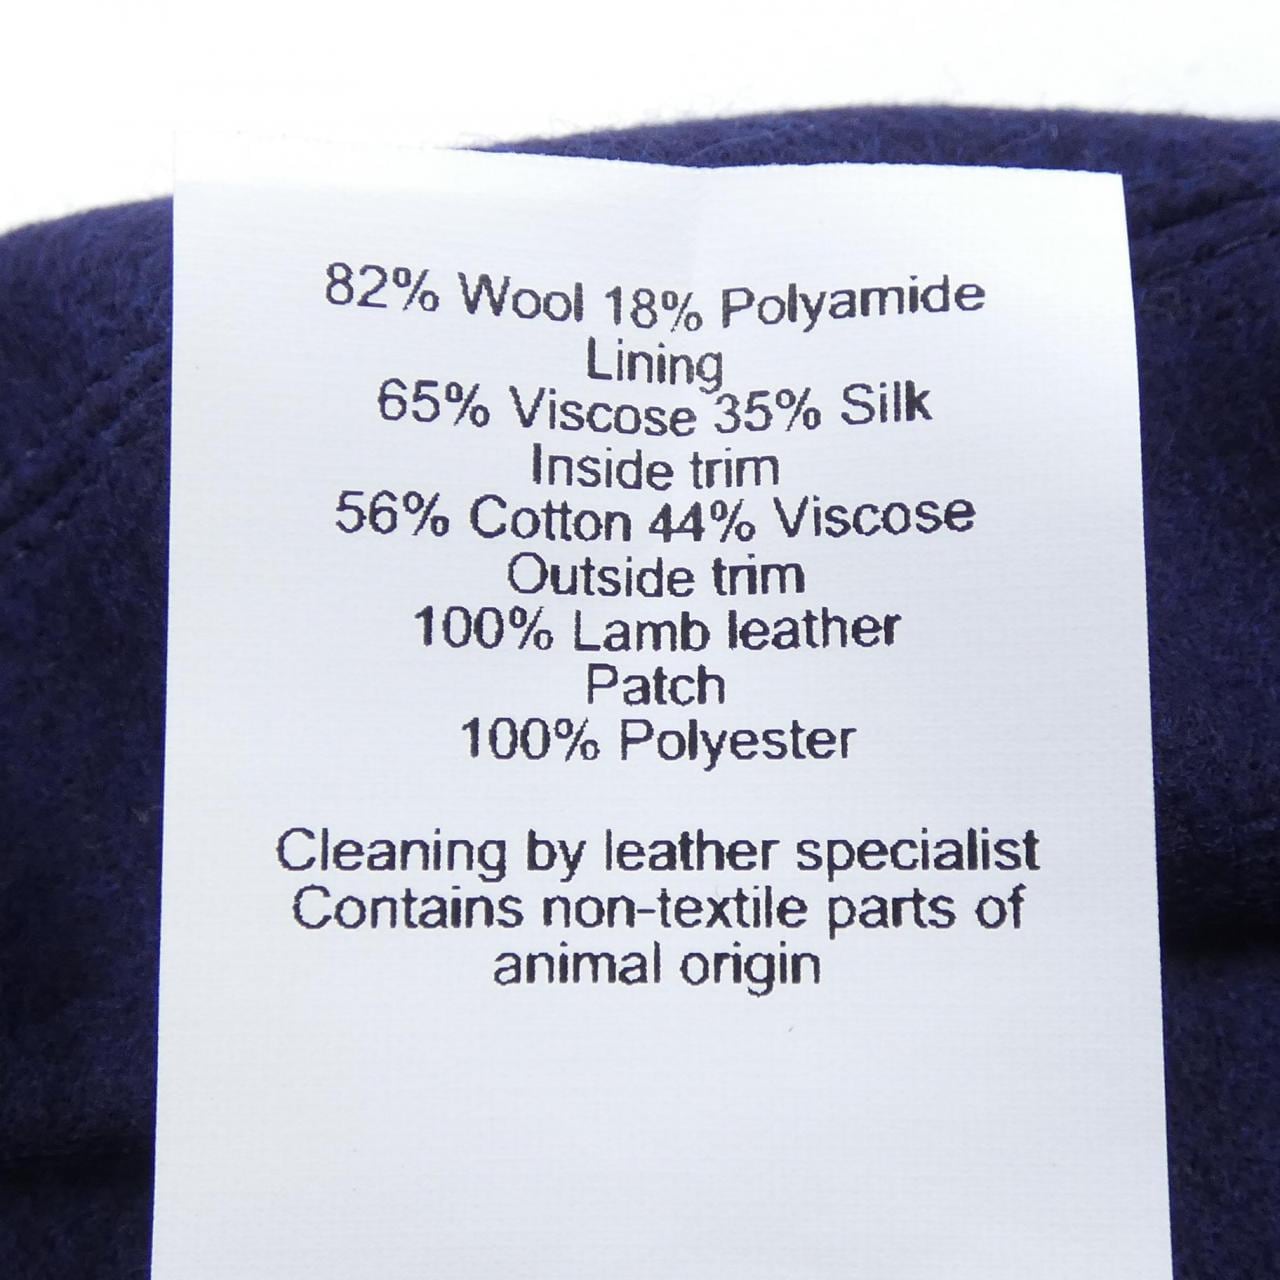 82% Wool 18% Polyamide
Lining
65% Viscose 35% Silk
Inside trim
56% Cotton 44% Viscose
Outside trim
100% Lamb leather
Patch
100% Polyester
Cleaning by leather specialist
Contains non-textile parts of
animal origin